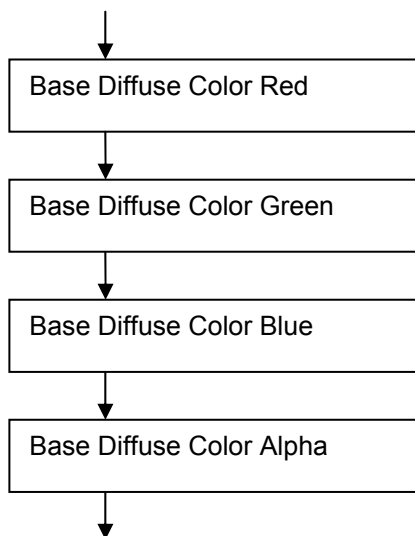 Base Diffuse Color Red
Base Diffuse Color Green
Base Diffuse Color Blue
Base Diffuse Color Alpha